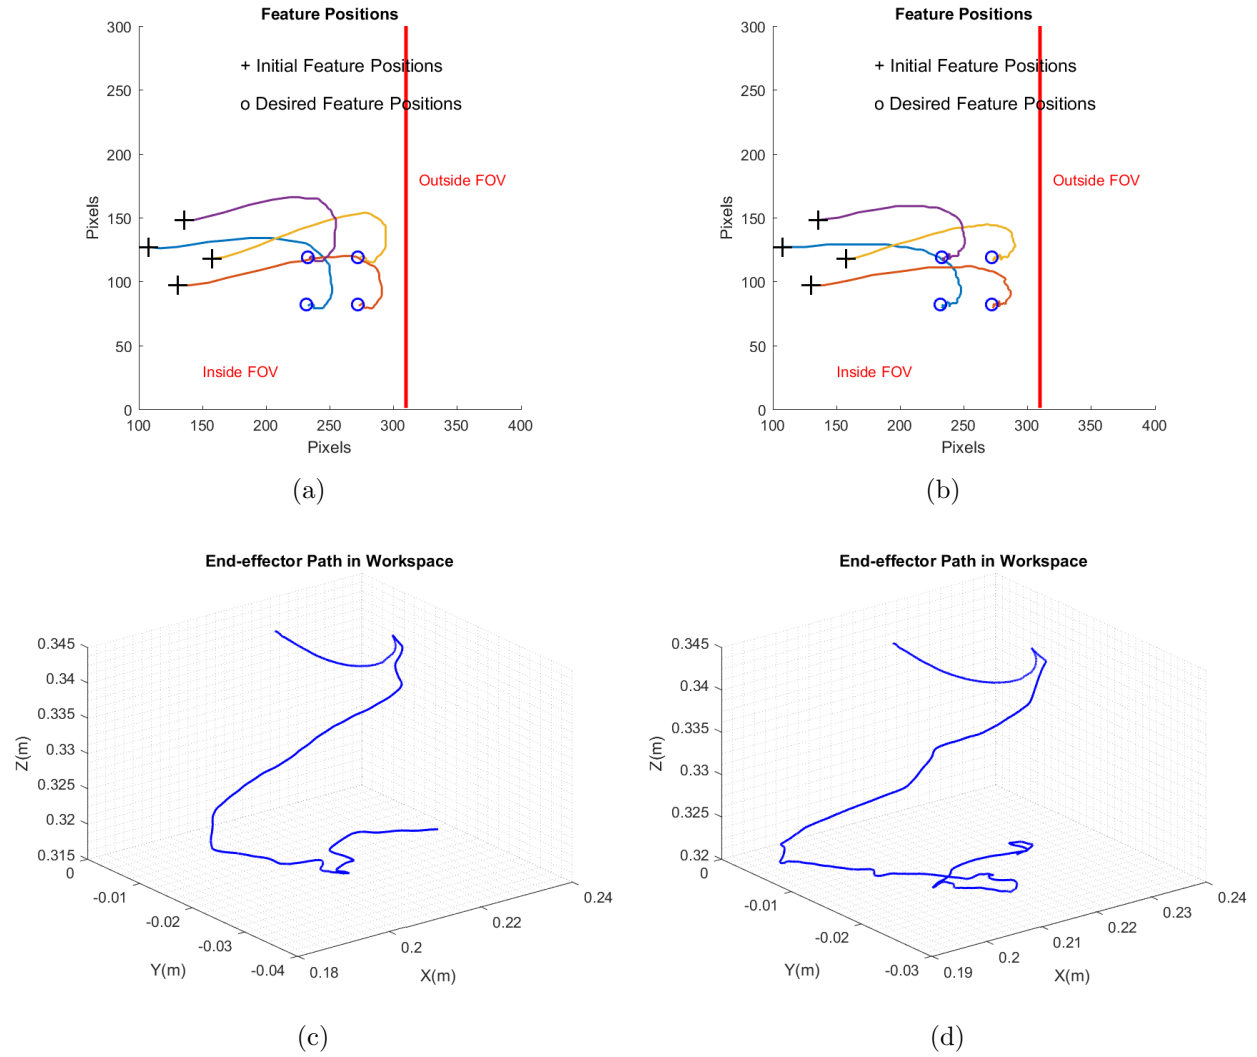 Feature Positions
300
250
200
150
100
50
0
Pixels
+ Initial Feature Positions
o Desired Feature Positions
Outside FOV
Inside FOV
100 150 200 250 300 350 400
Pixels
(a)
Feature Positions
300
250
200
150
100
50
0
Pixels
+ Initial Feature Positions
o Desired Feature Positions
Outside FOV
Inside FOV
100 150 200 250 300 350 400
Pixels
(b)
End-effector Path in Workspace
0.345
0.34
0.335
0.33
0.325
0.32
0.315
Z(m)
0
-0.01
-0.02
-0.03
-0.04
Y(m)
0.18
0.2
0.22
0.24
X(m)
(c)
End-effector Path in Workspace
0.345
0.34
0.335
0.33
0.325
0.32
Z(m)
0
-0.01
-0.02
-0.03
Y(m)
0.19
0.2
0.21
0.22
0.23
0.24
X(m)
(d)